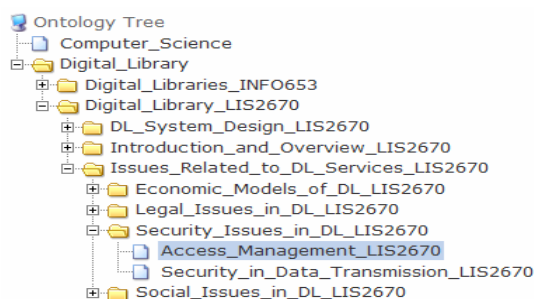 Ontology Tree
Computer_Science
Digital_Library
Digital_Libraries_INFO653
Digital_Library_LIS2670
DL_System_Design_LIS2670
Introduction_and_Overview_LIS2670
Issues_Related_to_DL_Services_LIS2670
Economic_Models_of_DL_LIS2670
Legal_Issues_in_DL_LIS2670
Security_Issues_in_DL_LIS2670
Access_Management_LIS2670
Security_in_Data_Transmission_LIS2670
Social_Issues_in_DL_LIS2670